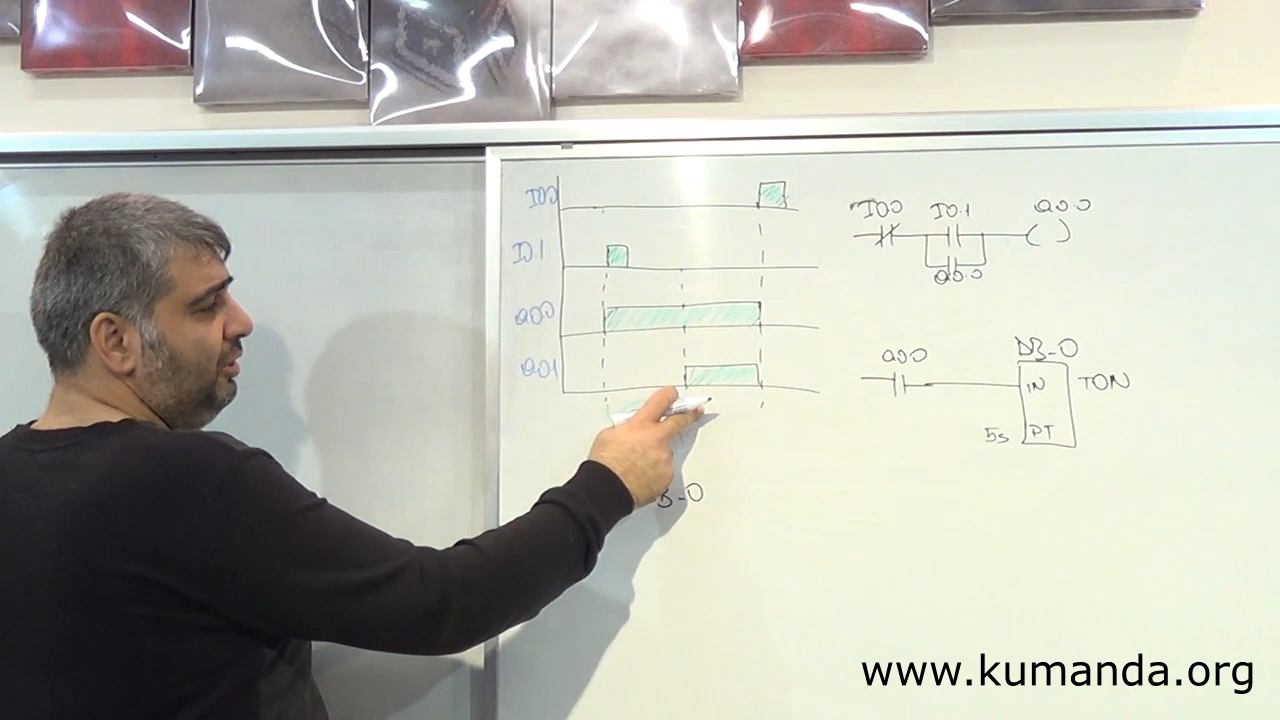 I0.0
I0.1
Q0.0
Q0.1
B-0
I0.0 I0.1 Q0.0
Q0.0
Q0.0
DB-0
IN TON
5s PT
www.kumanda.org